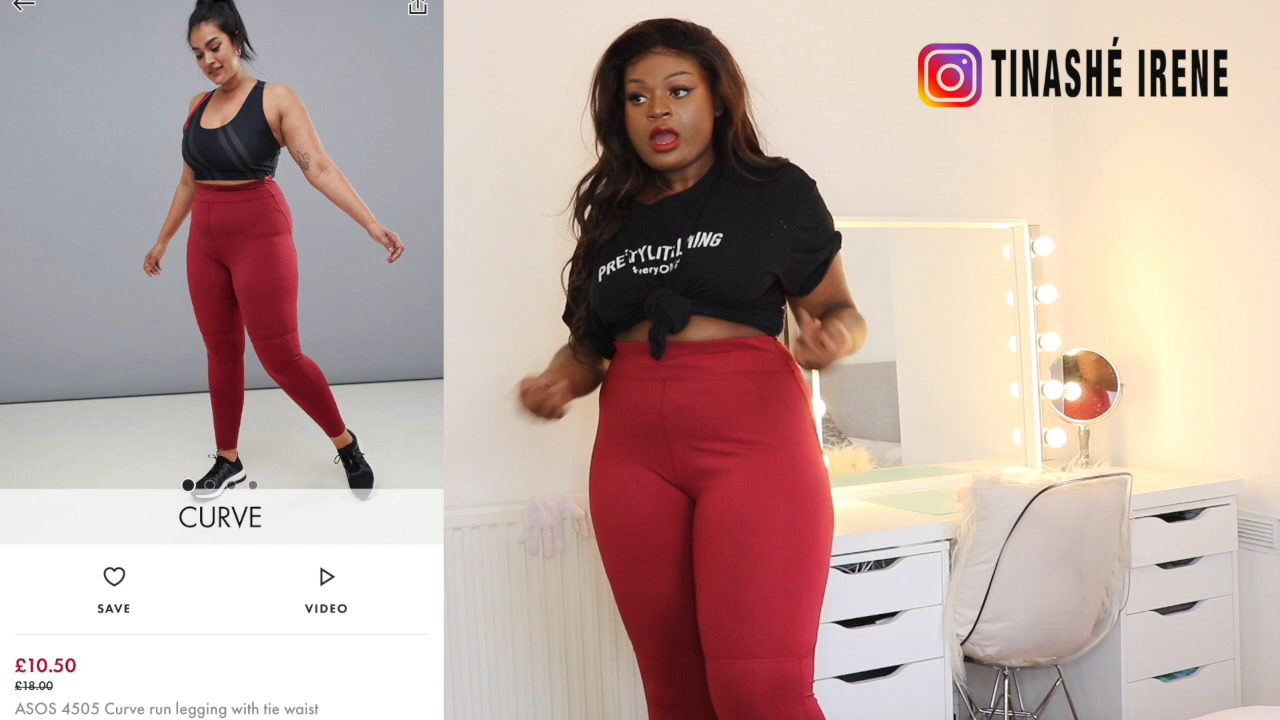 CURVE
SAVE
VIDEO
£10.50
£18.00
ASOS 4505 Curve run legging with tie waist
TINASHÉ IRENE